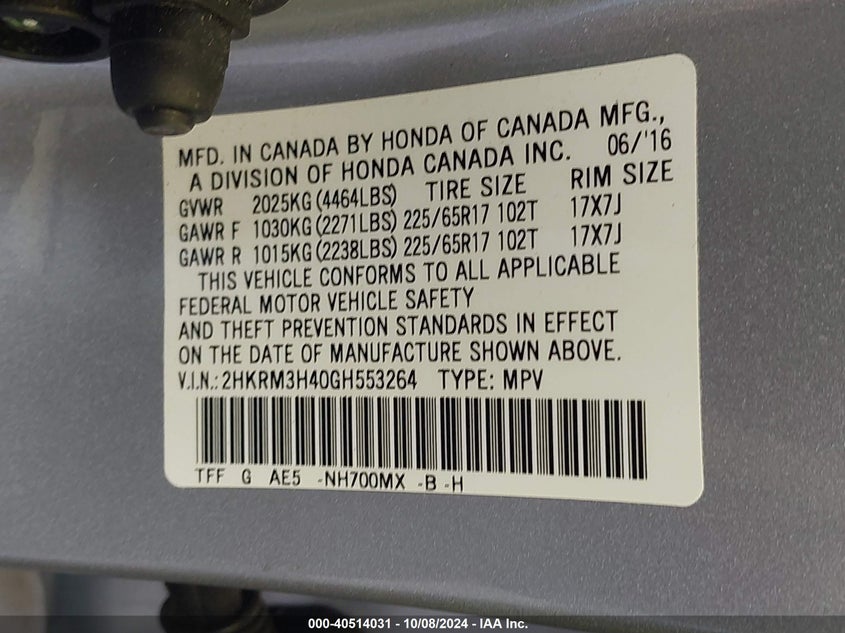 MFD. IN CANADA BY HONDA OF CANADA MFG.,
A DIVISION OF HONDA CANADA INC. 06/'16
GVWR 2025KG (4464LBS) TIRE SIZE RIM SIZE
GAWR F 1030KG (2271LBS) 225/65R17 102T 17X7J
GAWR R 1015KG (2238LBS) 225/65R17 102T 17X7J
THIS VEHICLE CONFORMS TO ALL APPLICABLE
FEDERAL MOTOR VEHICLE SAFETY
AND THEFT PREVENTION STANDARDS IN EFFECT
ON THE DATE OF MANUFACTURE SHOWN ABOVE.
V.I.N.: 2HKRM3H40GH553264 TYPE: MPV
TFF G AE5 -NH700MX -B -H
000-40514031 - 10/08/2024 - IAA Inc.